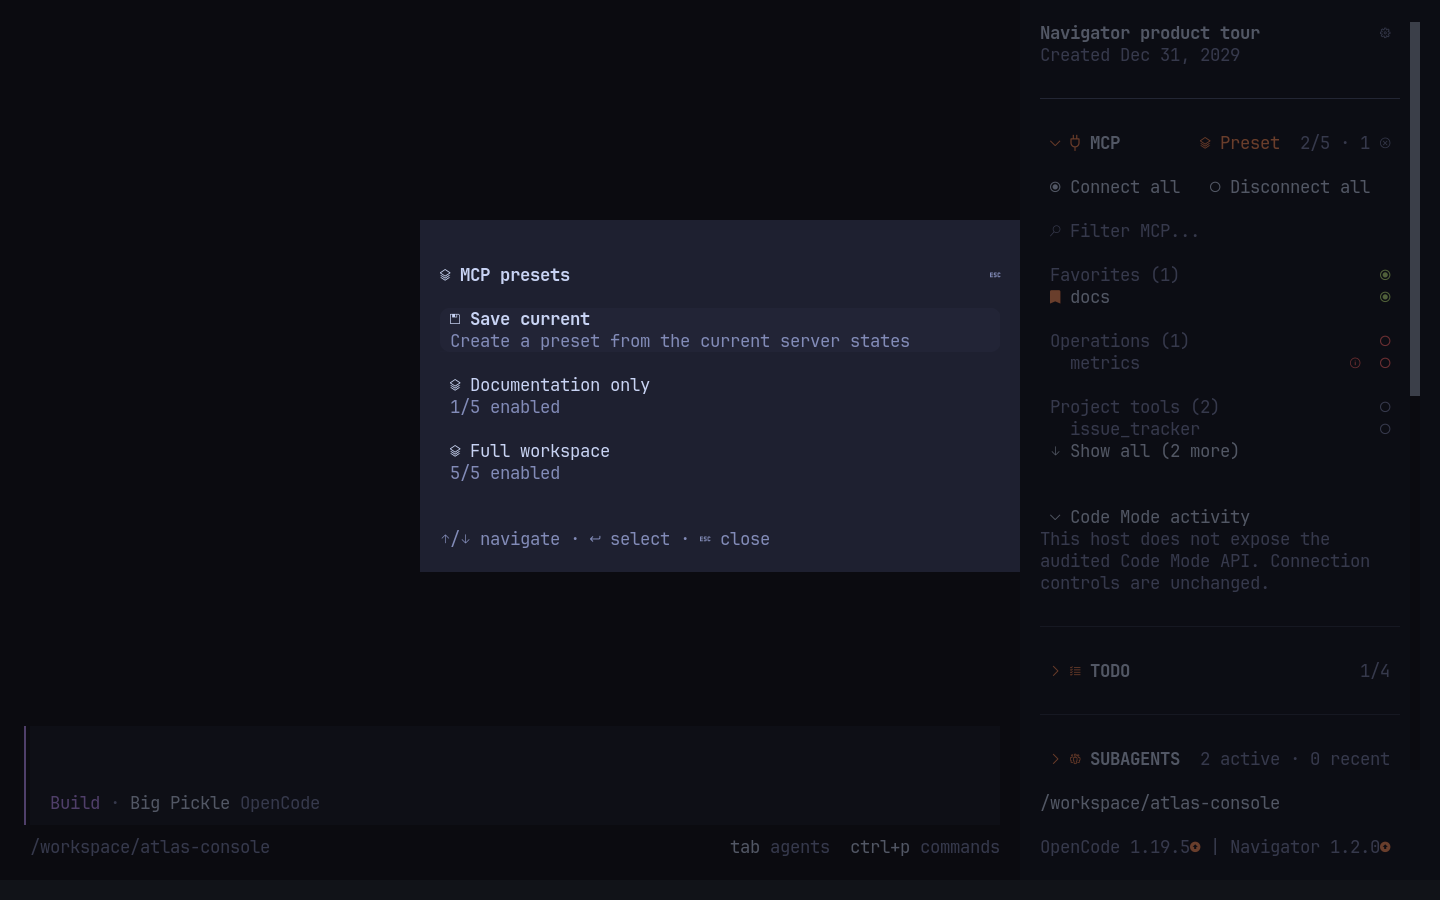 MCP presets ESC
Save current
Create a preset from the current server states
Documentation only
1/5 enabled
Full workspace
5/5 enabled
↑/↓ navigate · ↵ select · ESC close
Build · Big Pickle OpenCode
/workspace/atlas-console tab agents ctrl+p commands
Navigator product tour
Created Dec 31, 2029
MCP Preset 2/5 · 1
Connect all Disconnect all
Filter MCP...
Favorites (1)
docs
Operations (1)
metrics
Project tools (2)
issue_tracker
↓ Show all (2 more)
Code Mode activity
This host does not expose the
audited Code Mode API. Connection
controls are unchanged.
TODO 1/4
SUBAGENTS 2 active · 0 recent
/workspace/atlas-console
OpenCode 1.19.5 | Navigator 1.2.0